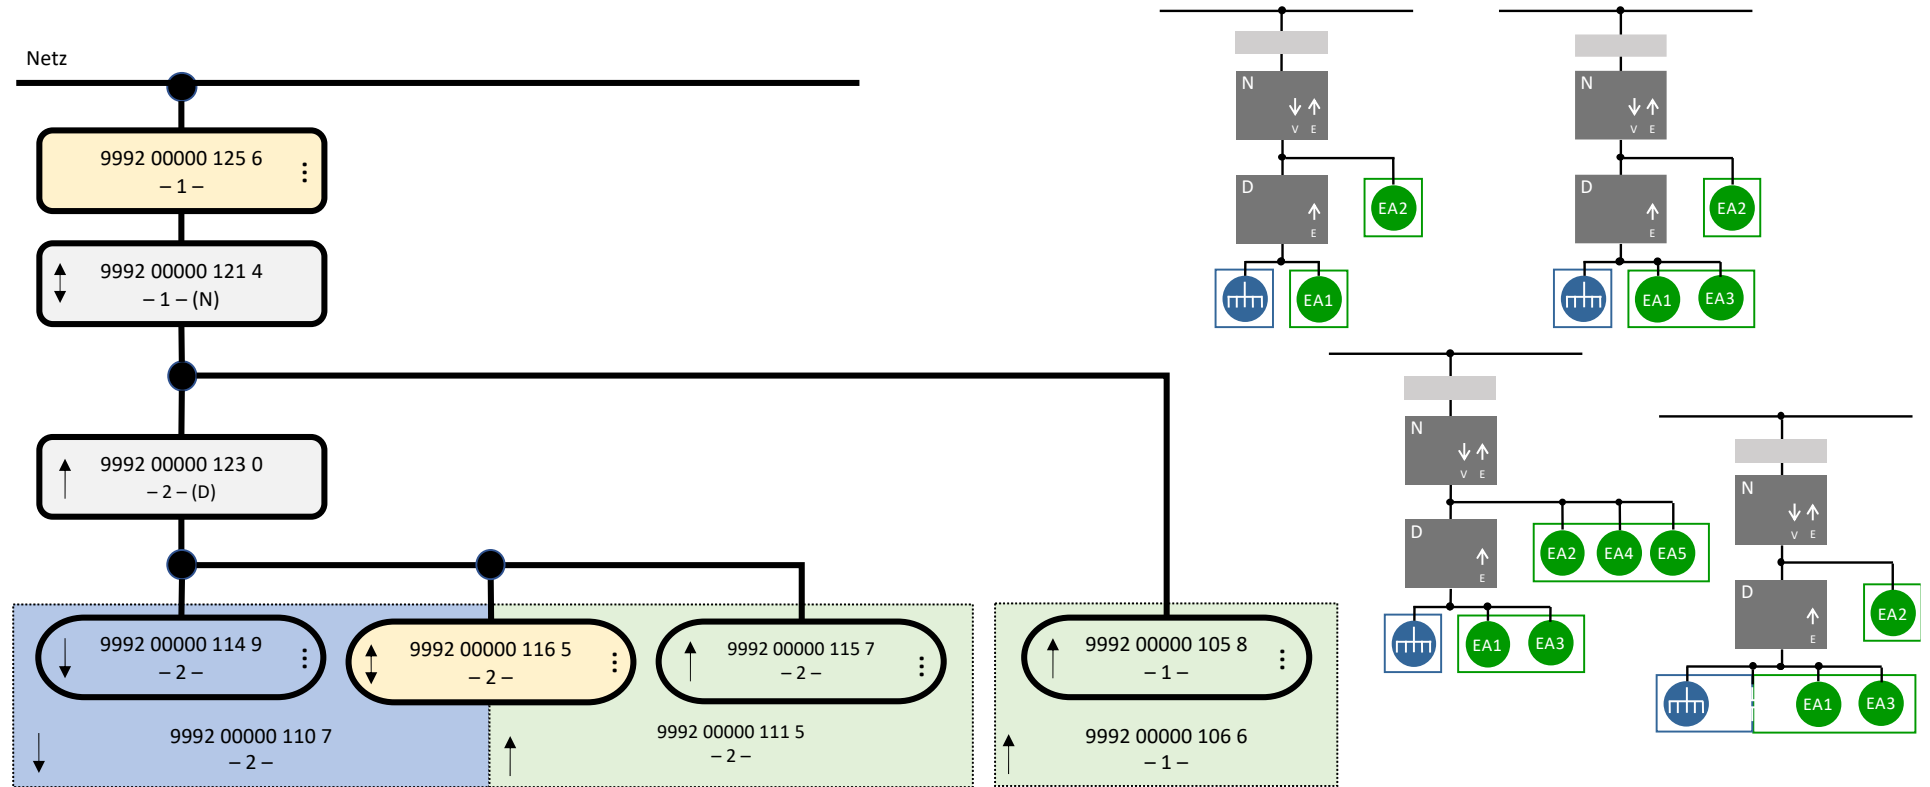 Netz
9992 00000 125 6
– 1 –
9992 00000 121 4
– 1 – (N)
9992 00000 123 0
– 2 – (D)
9992 00000 114 9
– 2 –
9992 00000 116 5
– 2 –
9992 00000 115 7
– 2 –
9992 00000 105 8
– 1 –
9992 00000 110 7
– 2 –
9992 00000 111 5
– 2 –
9992 00000 106 6
– 1 –
N
V E
D
E
EA2
EA1
N
V E
D
E
EA2
EA1 EA3
N
V E
D
E
EA2 EA4 EA5
EA1 EA3
N
V E
D
E
EA2
EA1 EA3